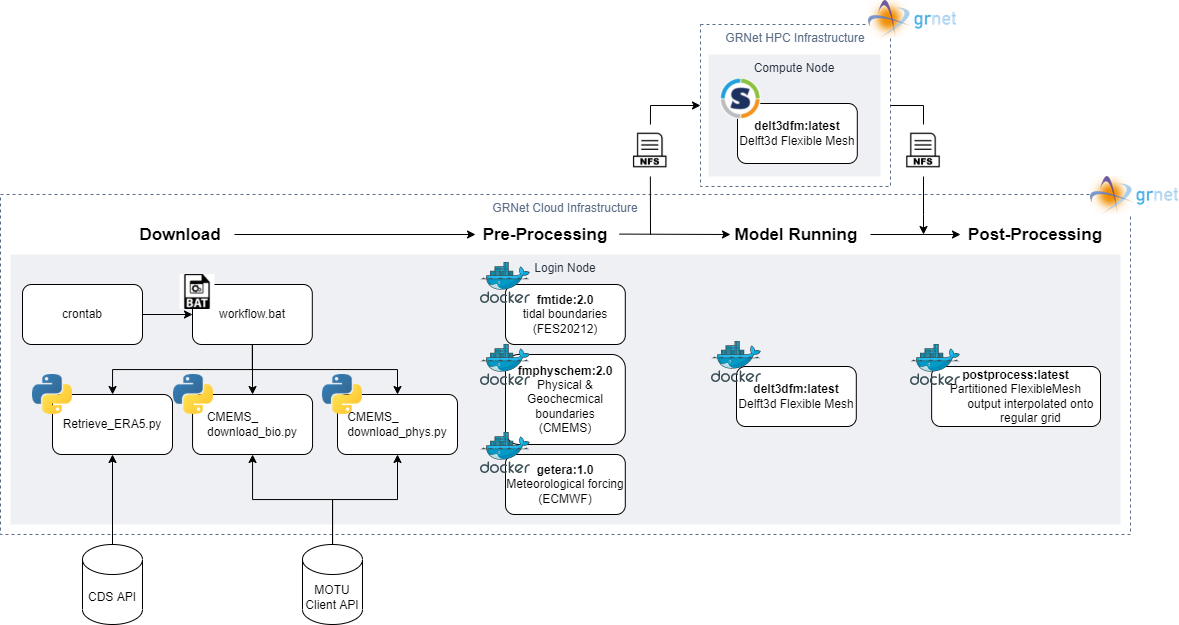 grnet
GRNet HPC Infrastructure
Compute Node
S
delt3dfm:latest
Delft3d Flexible Mesh
NFS
NFS
grnet
GRNet Cloud Infrastructure
Download
Pre-Processing
Model Running
Post-Processing
Login Node
crontab
BAT
workflow.bat
docker
fmtide:2.0
tidal boundaries
(FES20212)
docker
fmphyschem:2.0
Physical &
Geochecmical
boundaries
(CMEMS)
docker
getera:1.0
Meteorological forcing
(ECMWF)
Retrieve_ERA5.py
CMEMS_
download_bio.py
CMEMS_
download_phys.py
docker
delt3dfm:latest
Delft3d Flexible Mesh
docker
postprocess:latest
Partitioned FlexibleMesh
output interpolated onto
regular grid
CDS API
MOTU
Client API